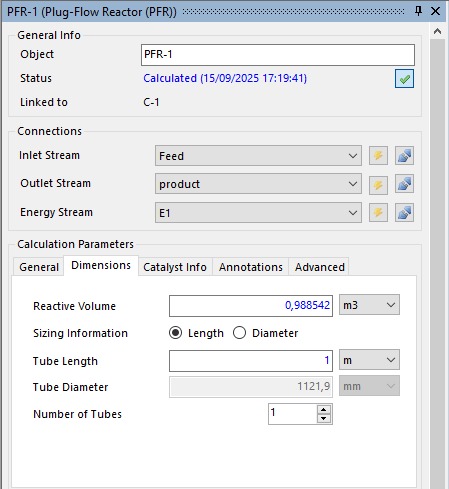 PFR-1 (Plug-Flow Reactor (PFR))
General Info
Object PFR-1
Status Calculated (15/09/2025 17:19:41)
Linked to C-1
Connections
Inlet Stream Feed
Outlet Stream product
Energy Stream E1
Calculation Parameters
General Dimensions Catalyst Info Annotations Advanced
Reactive Volume 0,988542 m3
Sizing Information Length Diameter
Tube Length 1 m
Tube Diameter 1121,9 mm
Number of Tubes 1